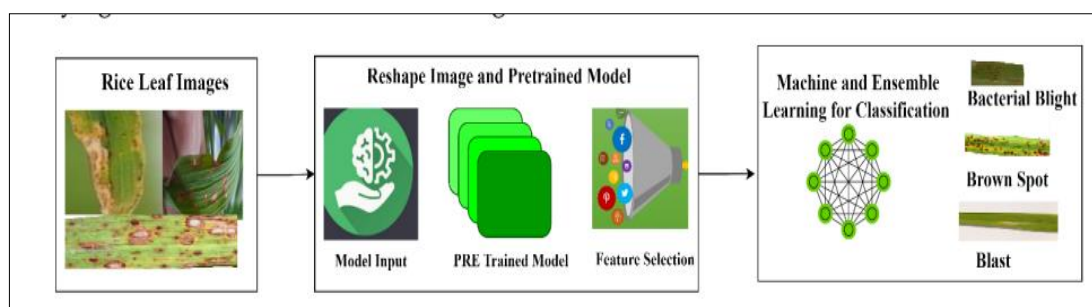 Rice Leaf Images
Reshape Image and Pretrained Model
Model Input
PRE Trained Model
Feature Selection
Machine and Ensemble
Learning for Classification
Bacterial Blight
Brown Spot
Blast